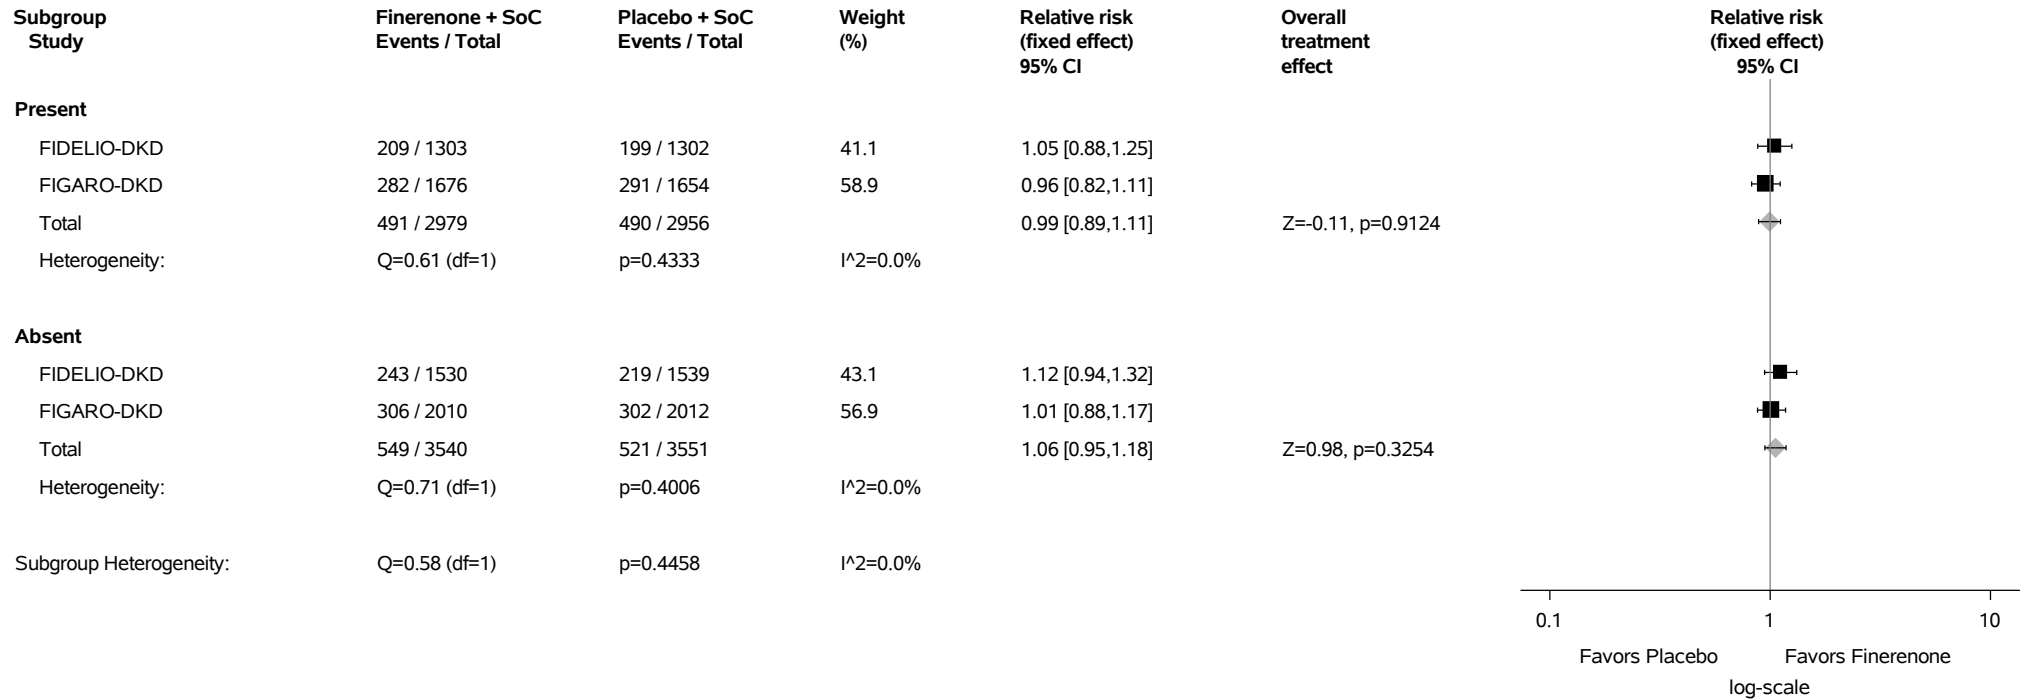 Subgroup Finerenone + SoC Placebo + SoC Weight Relative risk Overall Relative risk
Study Events / Total Events / Total (%) (fixed effect) treatment (fixed effect)
95% CI effect 95% CI
Present
FIDELIO-DKD 209 / 1303 199 / 1302 41.1 1.05 [0.88,1.25]
FIGARO-DKD 282 / 1676 291 / 1654 58.9 0.96 [0.82,1.11]
Total 491 / 2979 490 / 2956 0.99 [0.89,1.11] Z=-0.11, p=0.9124
Heterogeneity: Q=0.61 (df=1) p=0.4333 I^2=0.0%
Absent
FIDELIO-DKD 243 / 1530 219 / 1539 43.1 1.12 [0.94,1.32]
FIGARO-DKD 306 / 2010 302 / 2012 56.9 1.01 [0.88,1.17]
Total 549 / 3540 521 / 3551 1.06 [0.95,1.18] Z=0.98, p=0.3254
Heterogeneity: Q=0.71 (df=1) p=0.4006 I^2=0.0%
Subgroup Heterogeneity: Q=0.58 (df=1) p=0.4458 I^2=0.0%
0.1 1 10
Favors Placebo Favors Finerenone
log-scale